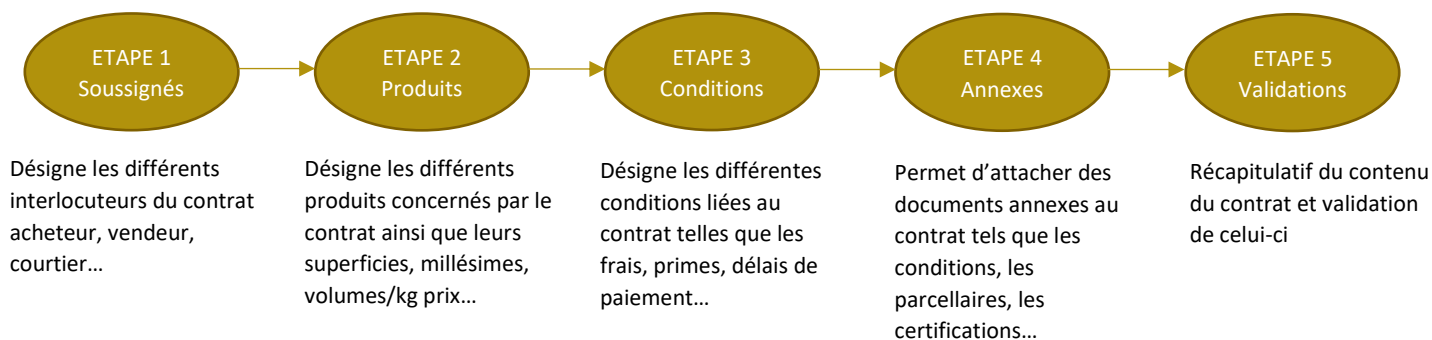 ETAPE 1
Soussignés
ETAPE 2
Produits
ETAPE 3
Conditions
ETAPE 4
Annexes
ETAPE 5
Validations
Désigne les différents
interlocuteurs du contrat
acheteur, vendeur,
courtier…
Désigne les différents
produits concernés par le
contrat ainsi que leurs
superficies, millésimes,
volumes/kg prix…
Désigne les différentes
conditions liées au
contrat telles que les
frais, primes, délais de
paiement…
Permet d’attacher des
documents annexes au
contrat tels que les
conditions, les
parcellaires, les
certifications…
Récapitulatif du contenu
du contrat et validation
de celui-ci